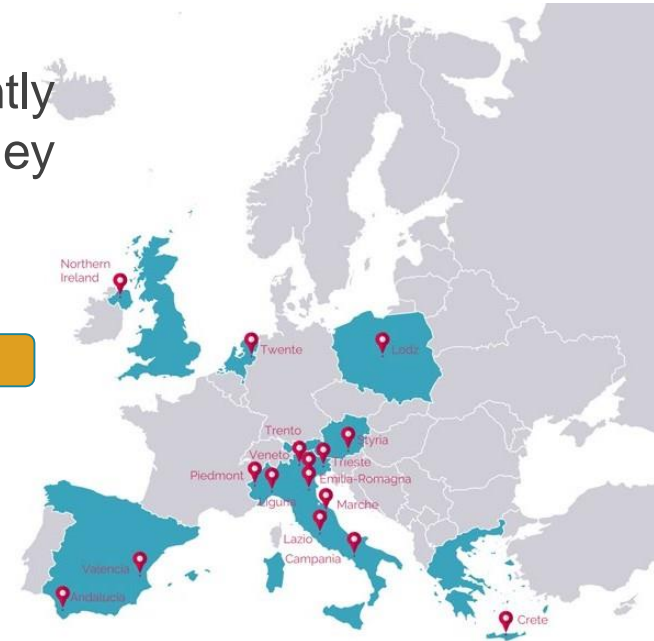 ntly
ey
Northern
Ireland
Twente
Lodz
Trento
Styria
Veneto
Trieste
Piedmont
Emilia-Romagna
Liguria
Marche
Lazio
Campania
Valencia
Andalucia
Crete